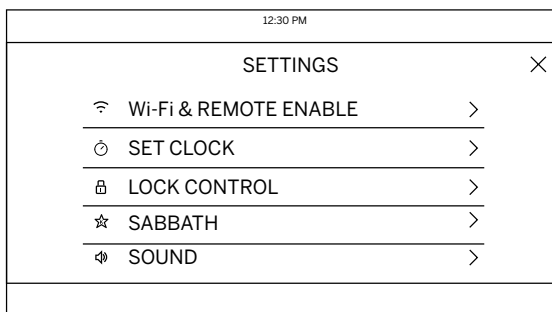 12:30 PM
SETTINGS
Wi-Fi & REMOTE ENABLE
SET CLOCK
LOCK CONTROL
SABBATH
SOUND